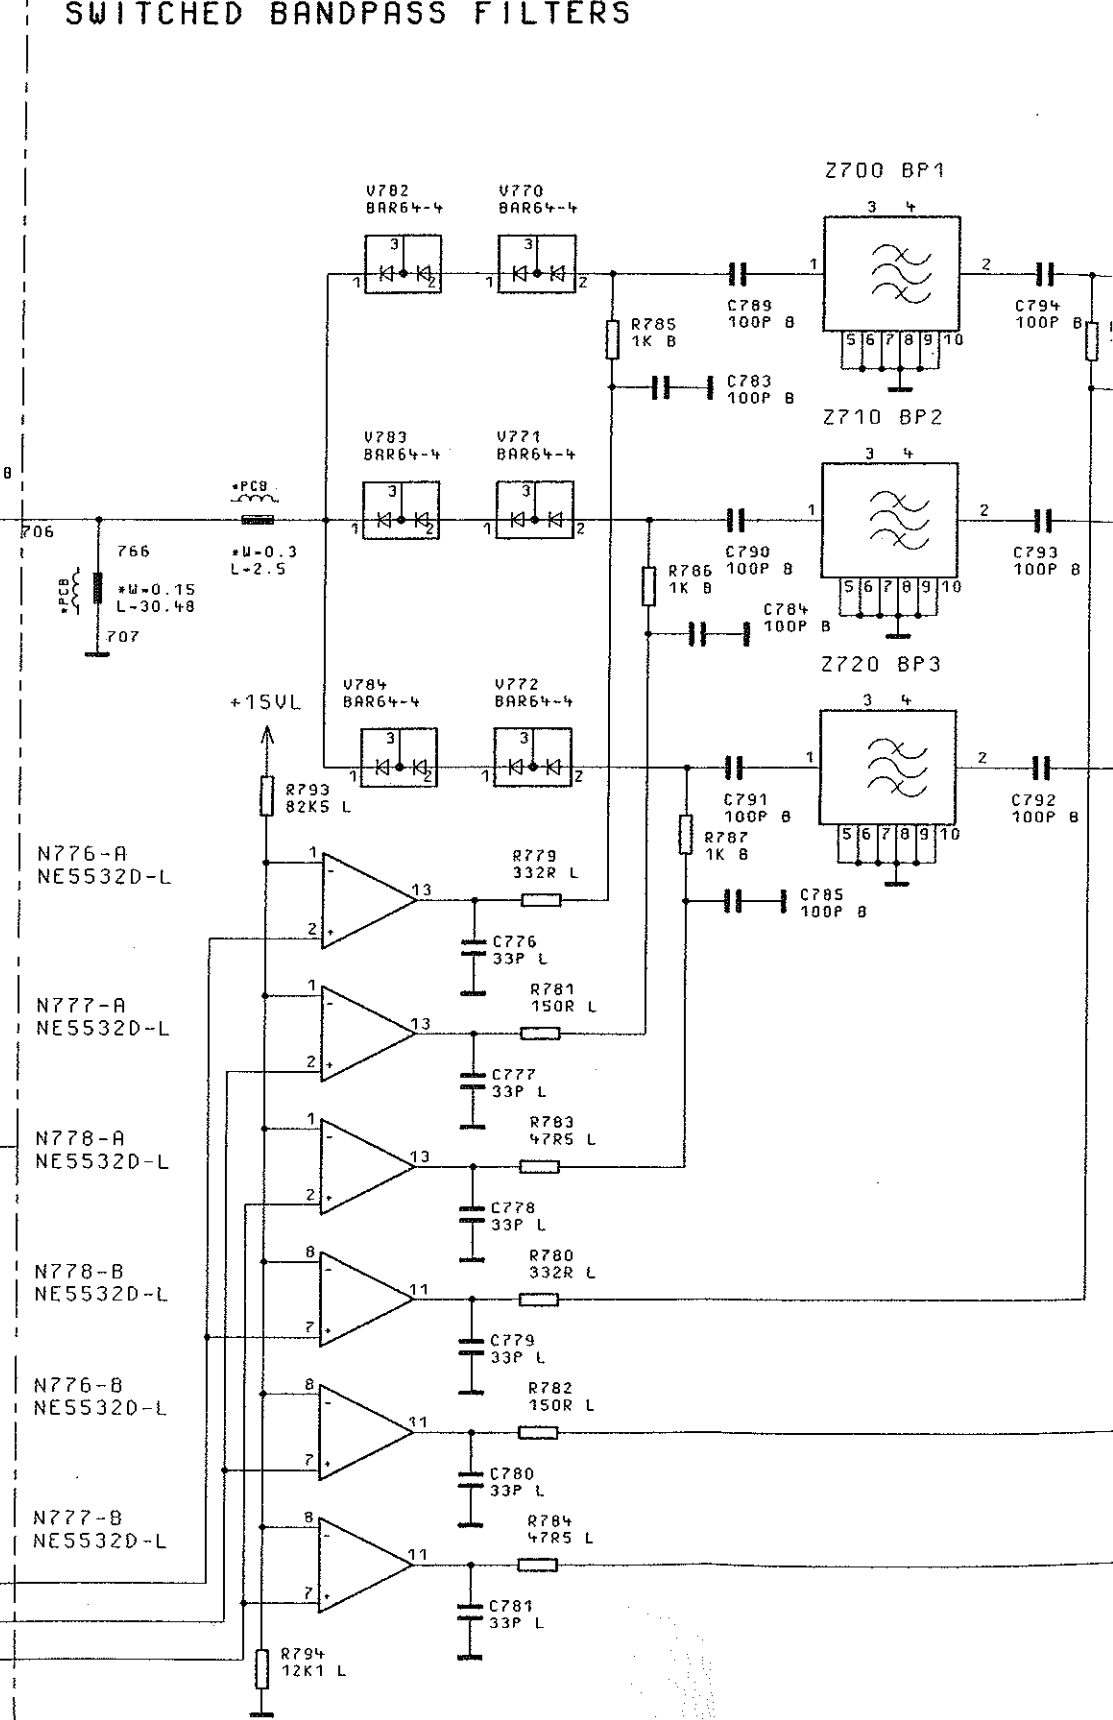 SWITCHED BANDPASS FILTERS
Z700 BP1
3 4
V782
BAR64-4
V770
BAR64-4
3
1 2
3
1 2
1
2
C789
100P B
C794
100P B
R785
1K B
5 6 7 8 9 10
C783
100P B
Z710 BP2
3 4
V783
BAR64-4
V771
BAR64-4
B
*PCB
3
1 2
3
1 2
1
2
706
766
*W=0.3
L=2.5
C790
100P B
C793
100P B
*PCB
*W=0.15
L=30.48
R786
1K B
5 6 7 8 9 10
C784
100P B
707
Z720 BP3
3 4
V784
BAR64-4
V772
BAR64-4
+15VL
3
1 2
3
1 2
1
2
R793
82K5 L
C791
100P B
C792
100P B
R787
1K B
5 6 7 8 9 10
N776-A
NE5532D-L
1
-
2
+
13
R779
332R L
C785
100P B
C776
33P L
N777-A
NE5532D-L
1
-
2
+
13
R781
150R L
C777
33P L
N778-A
NE5532D-L
1
-
2
+
13
R783
47R5 L
C778
33P L
N778-B
NE5532D-L
8
-
7
+
11
R780
332R L
C779
33P L
N776-B
NE5532D-L
8
-
7
+
11
R782
150R L
C780
33P L
N777-B
NE5532D-L
8
-
7
+
11
R784
47R5 L
C781
33P L
R794
12K1 L